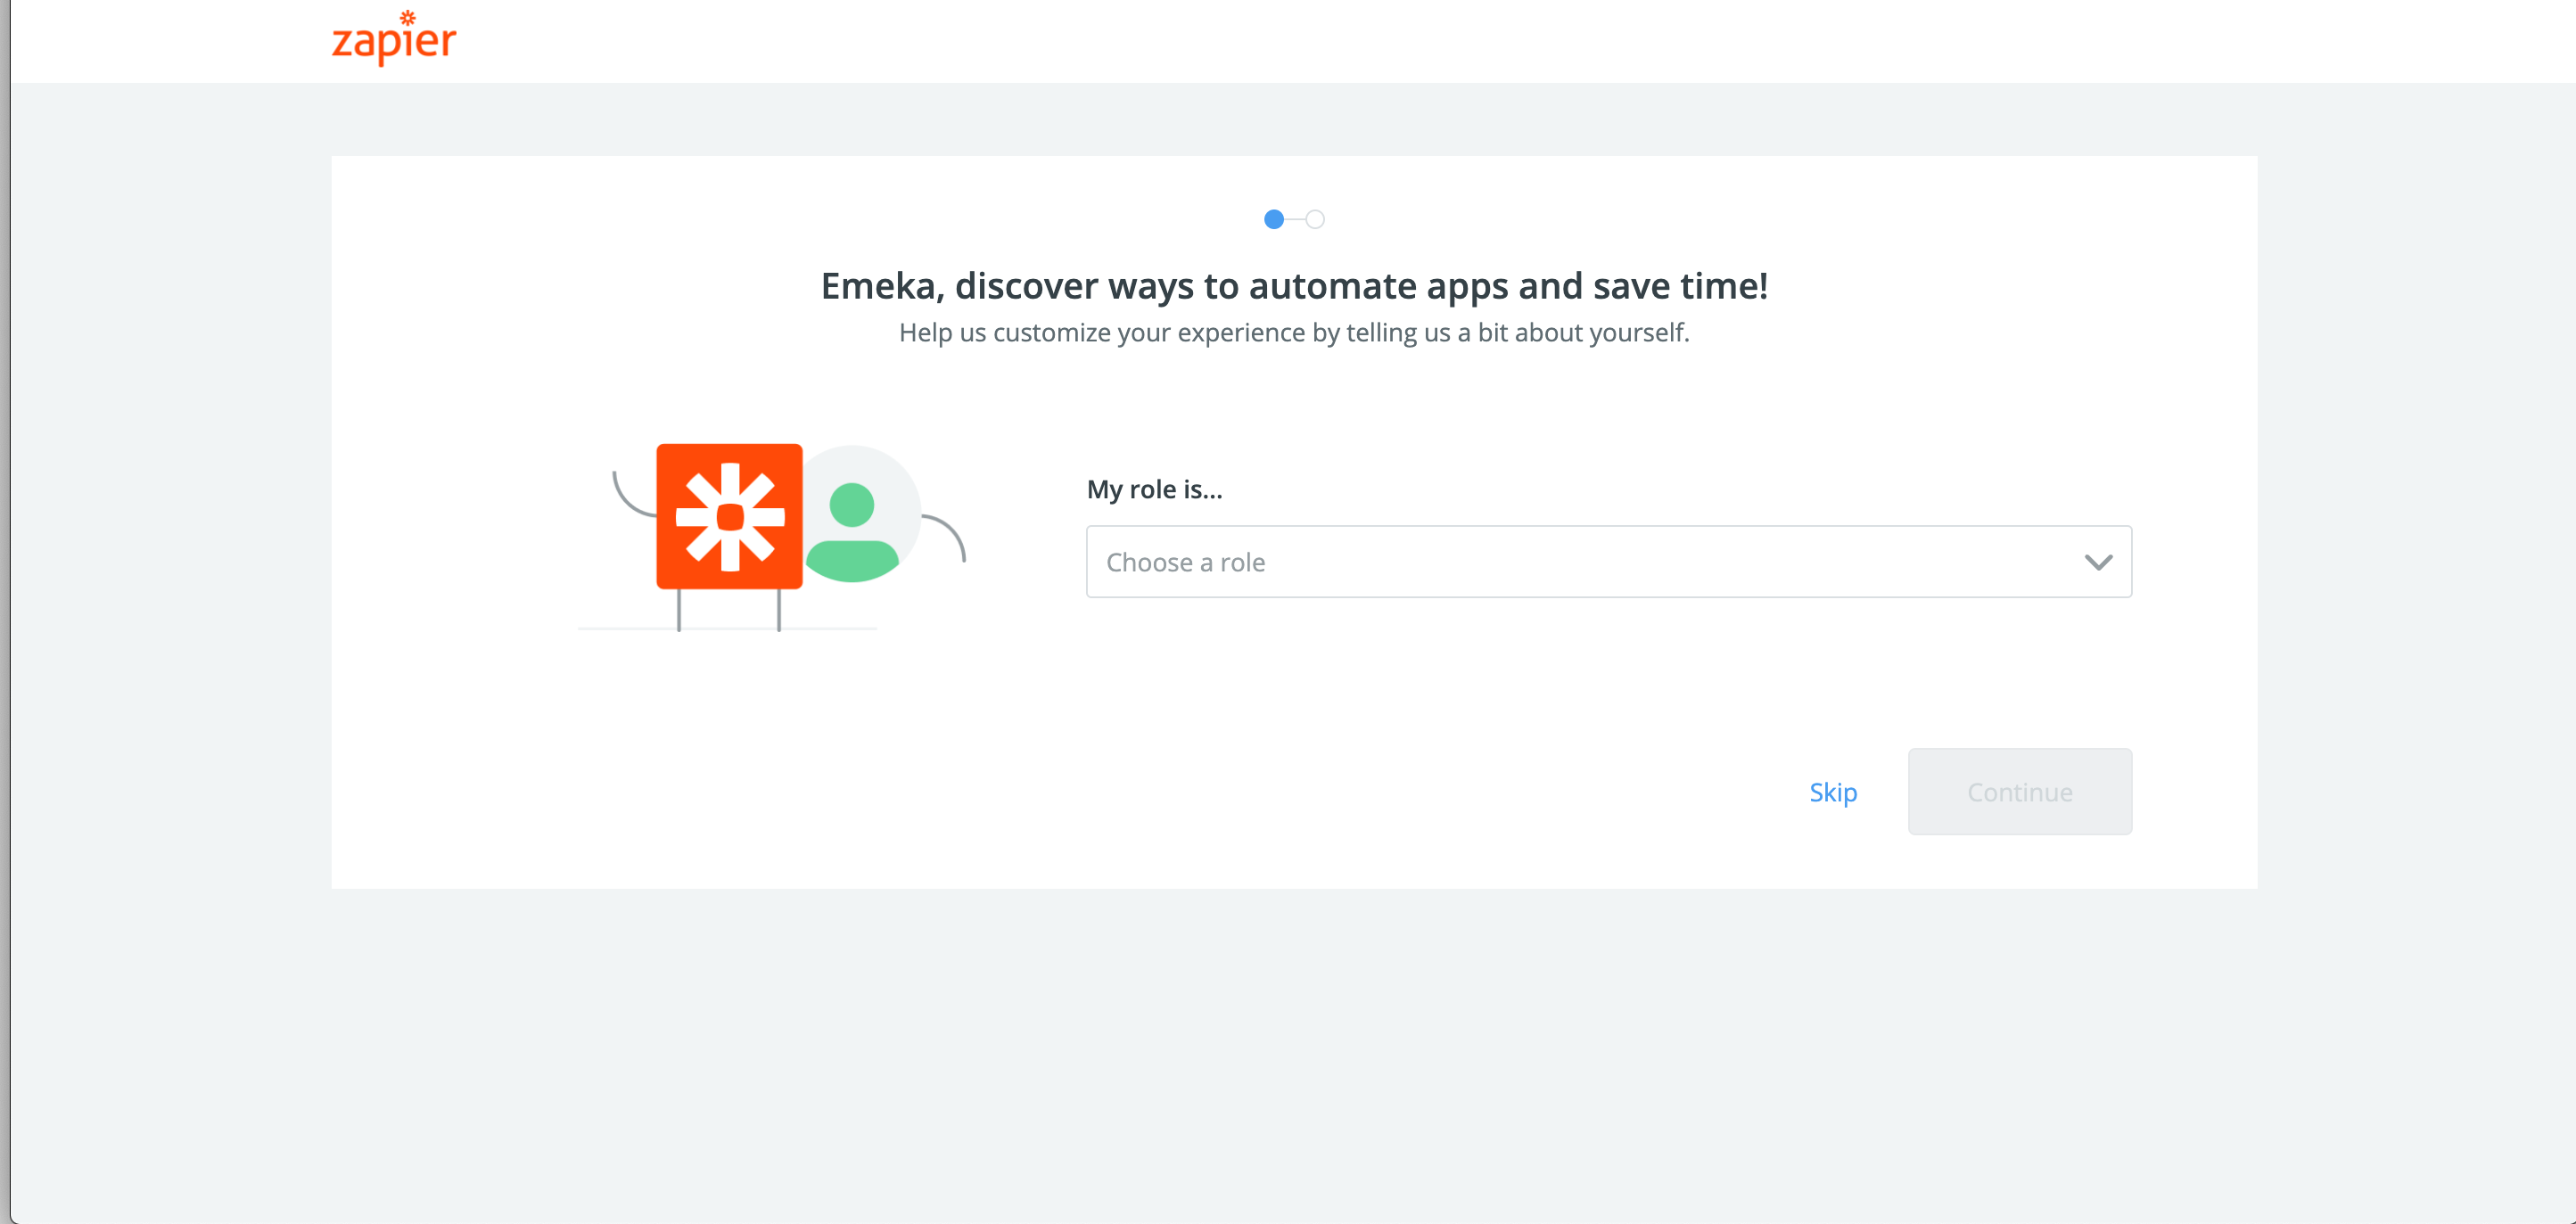 zapier
Emeka, discover ways to automate apps and save time!
Help us customize your experience by telling us a bit about yourself.
My role is...
Choose a role
Skip
Continue